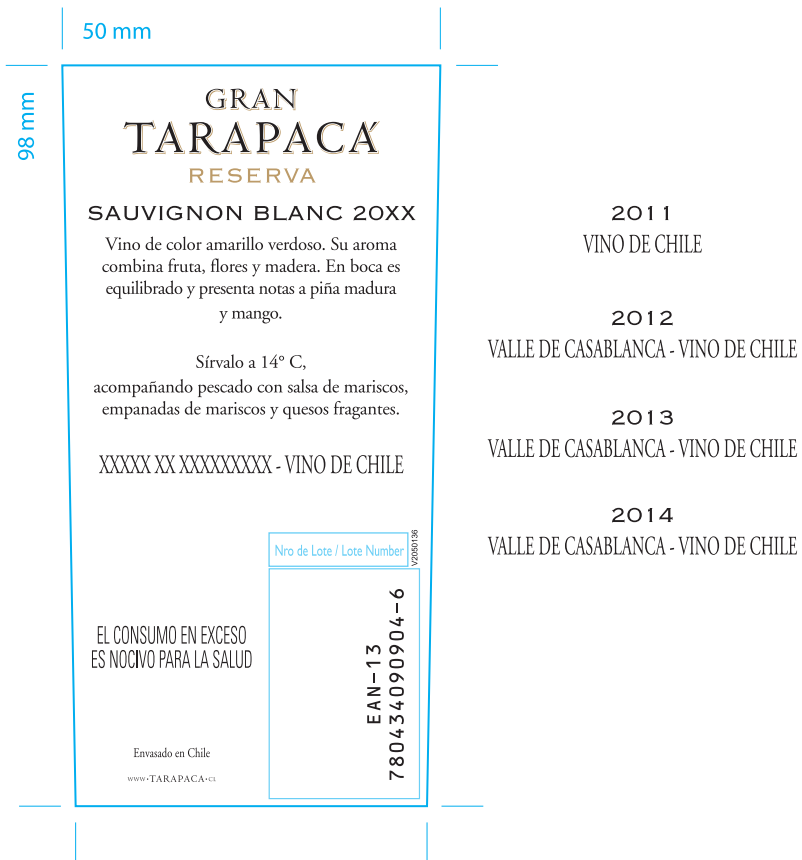 50 mm
98 mm
GRAN
TARAPACÁ
RESERVA
SAUVIGNON BLANC 20XX
Vino de color amarillo verdoso. Su aroma
combina fruta, flores y madera. En boca es
equilibrado y presenta notas a piña madura
y mango.
Sírvalo a 14° C,
acompañando pescado con salsa de mariscos,
empanadas de mariscos y quesos fragantes.
XXXXX XX XXXXXXXXX - VINO DE CHILE
Nro de Lote / Lote Number
V2050136
EL CONSUMO EN EXCESO
ES NOCIVO PARA LA SALUD
EAN-13
780434090904-6
Envasado en Chile
WWW•TARAPACA•CL
2011
VINO DE CHILE
2012
VALLE DE CASABLANCA - VINO DE CHILE
2013
VALLE DE CASABLANCA - VINO DE CHILE
2014
VALLE DE CASABLANCA - VINO DE CHILE